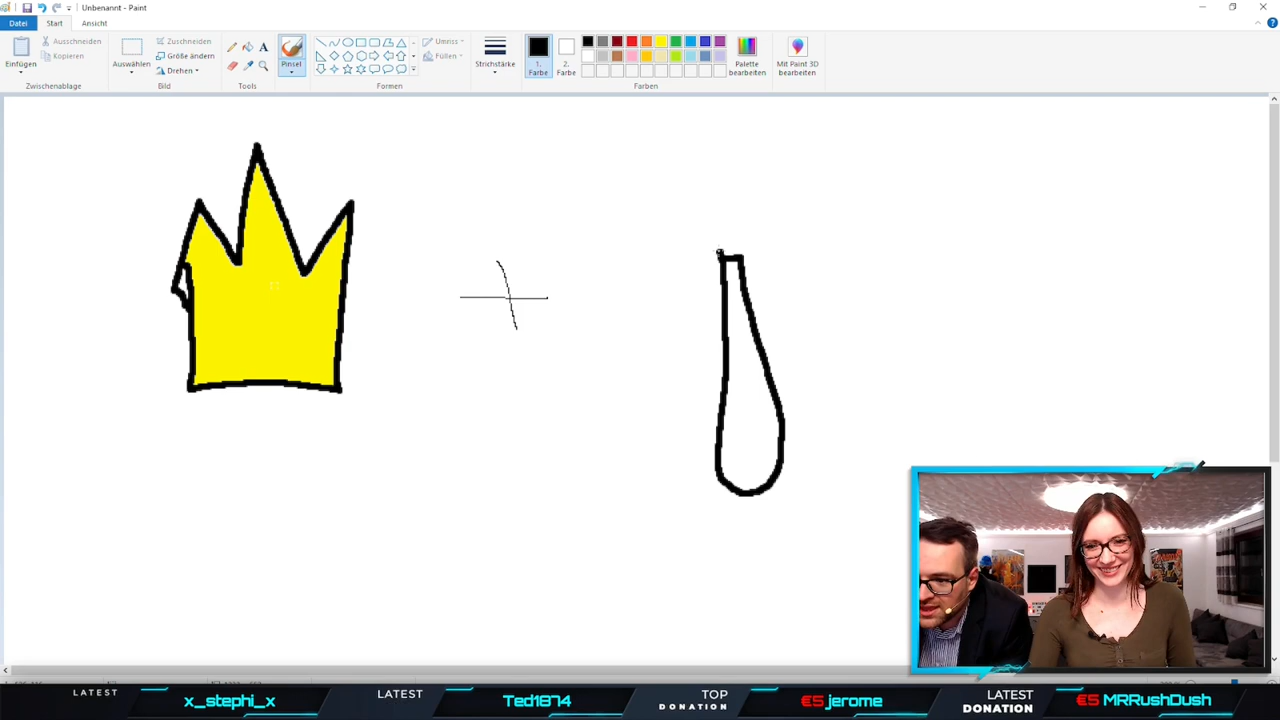 Unbenannt - Paint
Datei Start Ansicht
Einfügen
Ausschneiden
Kopieren
Zwischenablage
Auswählen
Zuschneiden
Größe ändern
Drehen
Bild
A
Tools
Pinsel
Formen
Umriss
Füllen
Strichstärke
1. Farbe
2. Farbe
Palette bearbeiten
Farben
Mit Paint 3D bearbeiten
LATEST x_stephi_x LATEST Ted1874 TOP DONATION €5 jerome LATEST DONATION €5 MRRushDush